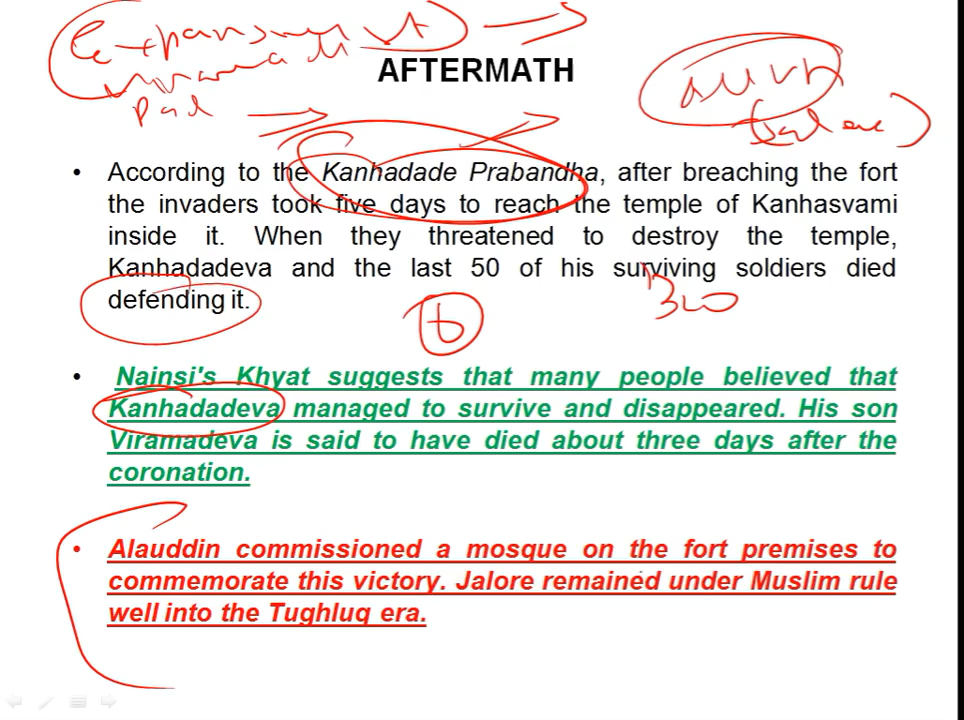 AFTERMATH
• According to the Kanhadade Prabandha, after breaching the fort
the invaders took five days to reach the temple of Kanhasvami
inside it. When they threatened to destroy the temple,
Kanhadadeva and the last 50 of his surviving soldiers died
defending it.
• Nainsi's Khyat suggests that many people believed that
Kanhadadeva managed to survive and disappeared. His son
Viramadeva is said to have died about three days after the
coronation.
• Alauddin commissioned a mosque on the fort premises to
commemorate this victory. Jalore remained under Muslim rule
well into the Tughluq era.